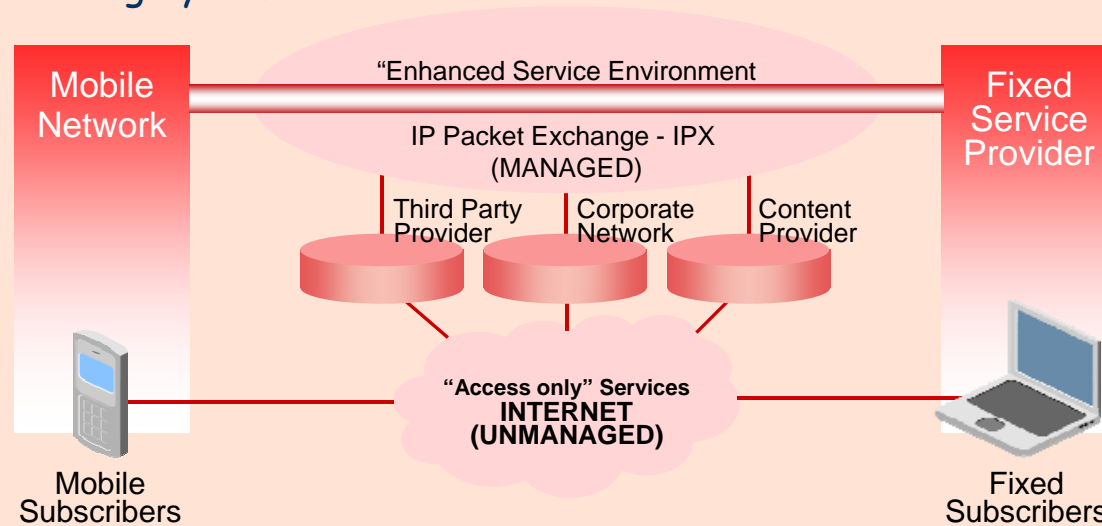 Mobile
Network
"Enhanced Service Environment
Fixed
Service
Provider
IP Packet Exchange - IPX
(MANAGED)
Third Party
Provider
Corporate
Network
Content
Provider
"Access only" Services
INTERNET
(UNMANAGED)
Mobile
Subscribers
Fixed
Subscribers